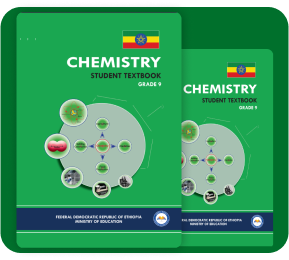 CHEMISTRY
STUDENT TEXTBOOK
GRADE 9
FEDERAL DEMOCRATIC REPUBLIC OF ETHIOPIA
MINISTRY OF EDUCATION
CHEMISTRY
STUDENT TEXTBOOK
GRADE 9
FEDERAL DEMOCRATIC REPUBLIC OF ETHIOPIA
MINISTRY OF EDUCATION